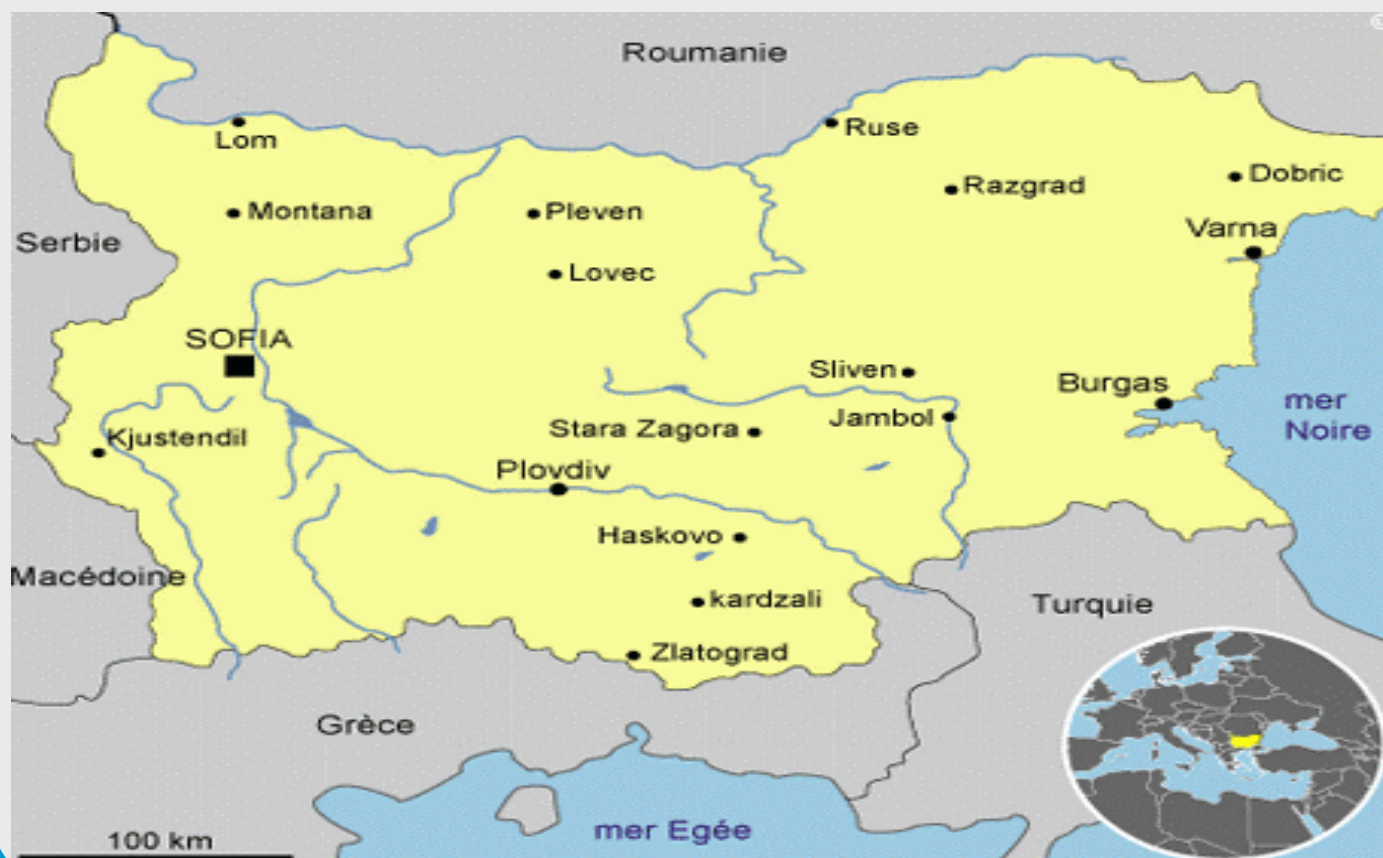 Roumanie
Lom
Ruse
Razgrad
Dobric
Montana
Pleven
Varna
Serbie
Lovec
SOFIA
Sliven
Burgas
mer
Noire
Jambol
Stara Zagora
Kjustendil
Plovdiv
Haskovo
Macédoine
kardzali
Turquie
Zlatograd
Grèce
mer Egée
100 km